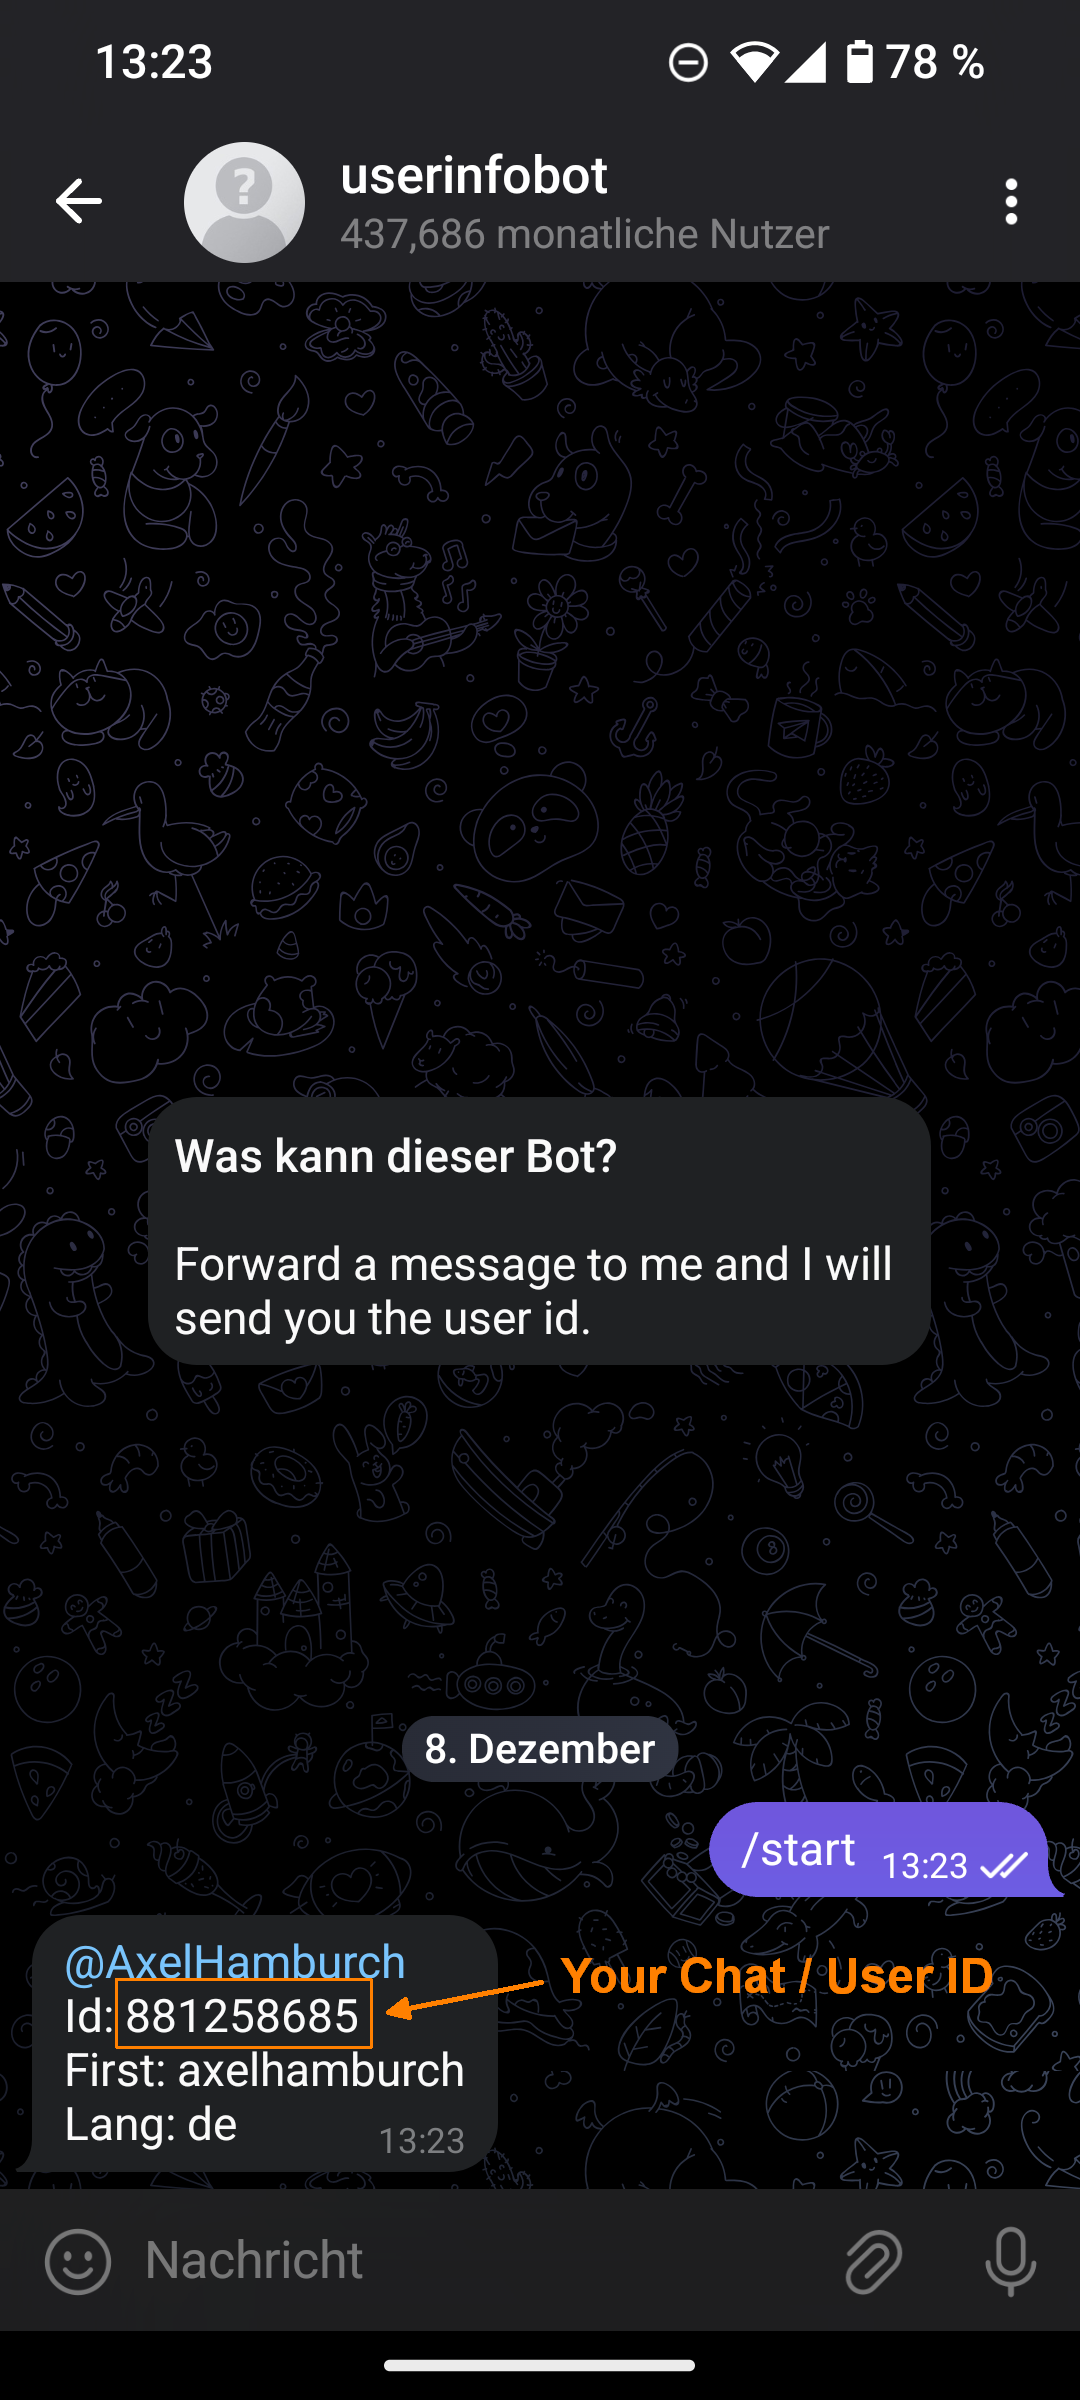 13:23
78 %
userinfobot
437,686 monatliche Nutzer
Was kann dieser Bot?
Forward a message to me and I will
send you the user id.
8. Dezember
/start 13:23
@AxelHamburch
Your Chat / User ID
Id: 881258685
First: axelhamburch
Lang: de 13:23
Nachricht